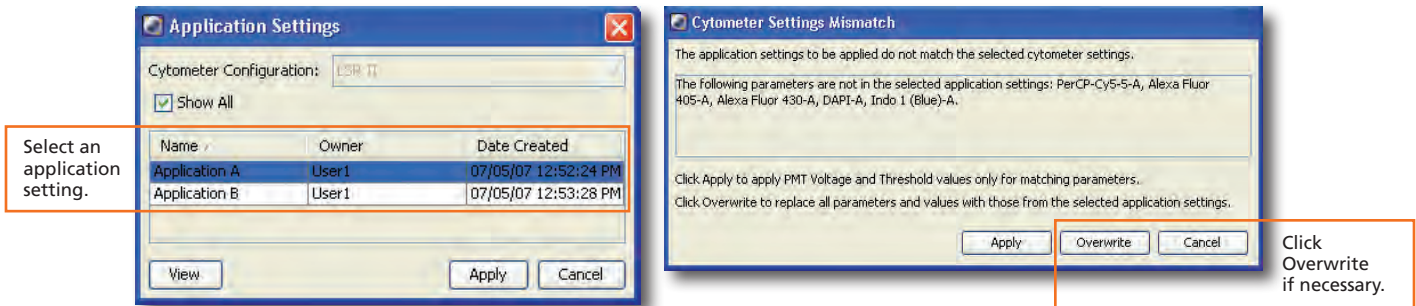 Application Settings
Cytometer Configuration: LSR II
Show All
Name Owner Date Created
Application A User1 07/05/07 12:52:24 PM
Application B User1 07/05/07 12:53:28 PM
View Apply Cancel
Select an
application
setting.
Cytometer Settings Mismatch
The application settings to be applied do not match the selected cytometer settings.
The following parameters are not in the selected application settings: PerCP-Cy5-5-A, Alexa Fluor
405-A, Alexa Fluor 430-A, DAPI-A, Indo 1 (Blue)-A.
Click Apply to apply PMT Voltage and Threshold values only for matching parameters.
Click Overwrite to replace all parameters and values with those from the selected application settings.
Apply Overwrite Cancel
Click
Overwrite
if necessary.